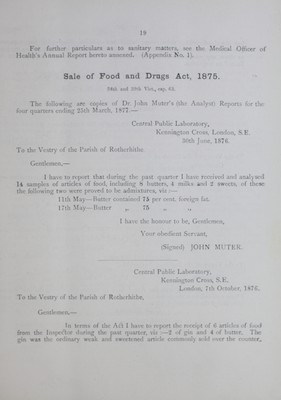 19
For further particulars as to sanitary matters, see the Medical Officer of
Health's Annual Report hereto annexed. (Appendix No. 1).
Sale of Food and Drugs Act, 1875.
38th and 39th Vict., cap. 63.
The following are copies of Dr. John Muter's (the Analyst) Reports for the
four quarters ending 25th March, 1877:—
Central Public Laboratory,
Kennington Cross, London, S.E.
30th June, 1876.
To the Vestry of the Parish of Rotherhithe.
Gentlemen,—
I have to report that during the past quarter I have received and analysed
14 samples of articles of food, including 8 butters, 4 milks and 2 sweets, of these
the following two were proved to be admixtures, viz :—
11th May—Butter contained 75 per cent. foreign fat.
17th May—Butter „ 75 „ „
I have the honour to be, Gentlemen,
Your obedient Servant,
(Signed) JOHN MUTER.
Central Public Laboratory,
Kennington Cross, S.E.
London, 7th October, 1876.
To the Vestry of the Parish of Rotherhithe,
Gentlemen,—
In terms of the Act I have to report the receipt of 6 articles of food
from the Inspector during the past quarter, viz :—2 of gin and 4 of butter. The
gin was the ordinary weak and sweetened article commonly sold over the counter,